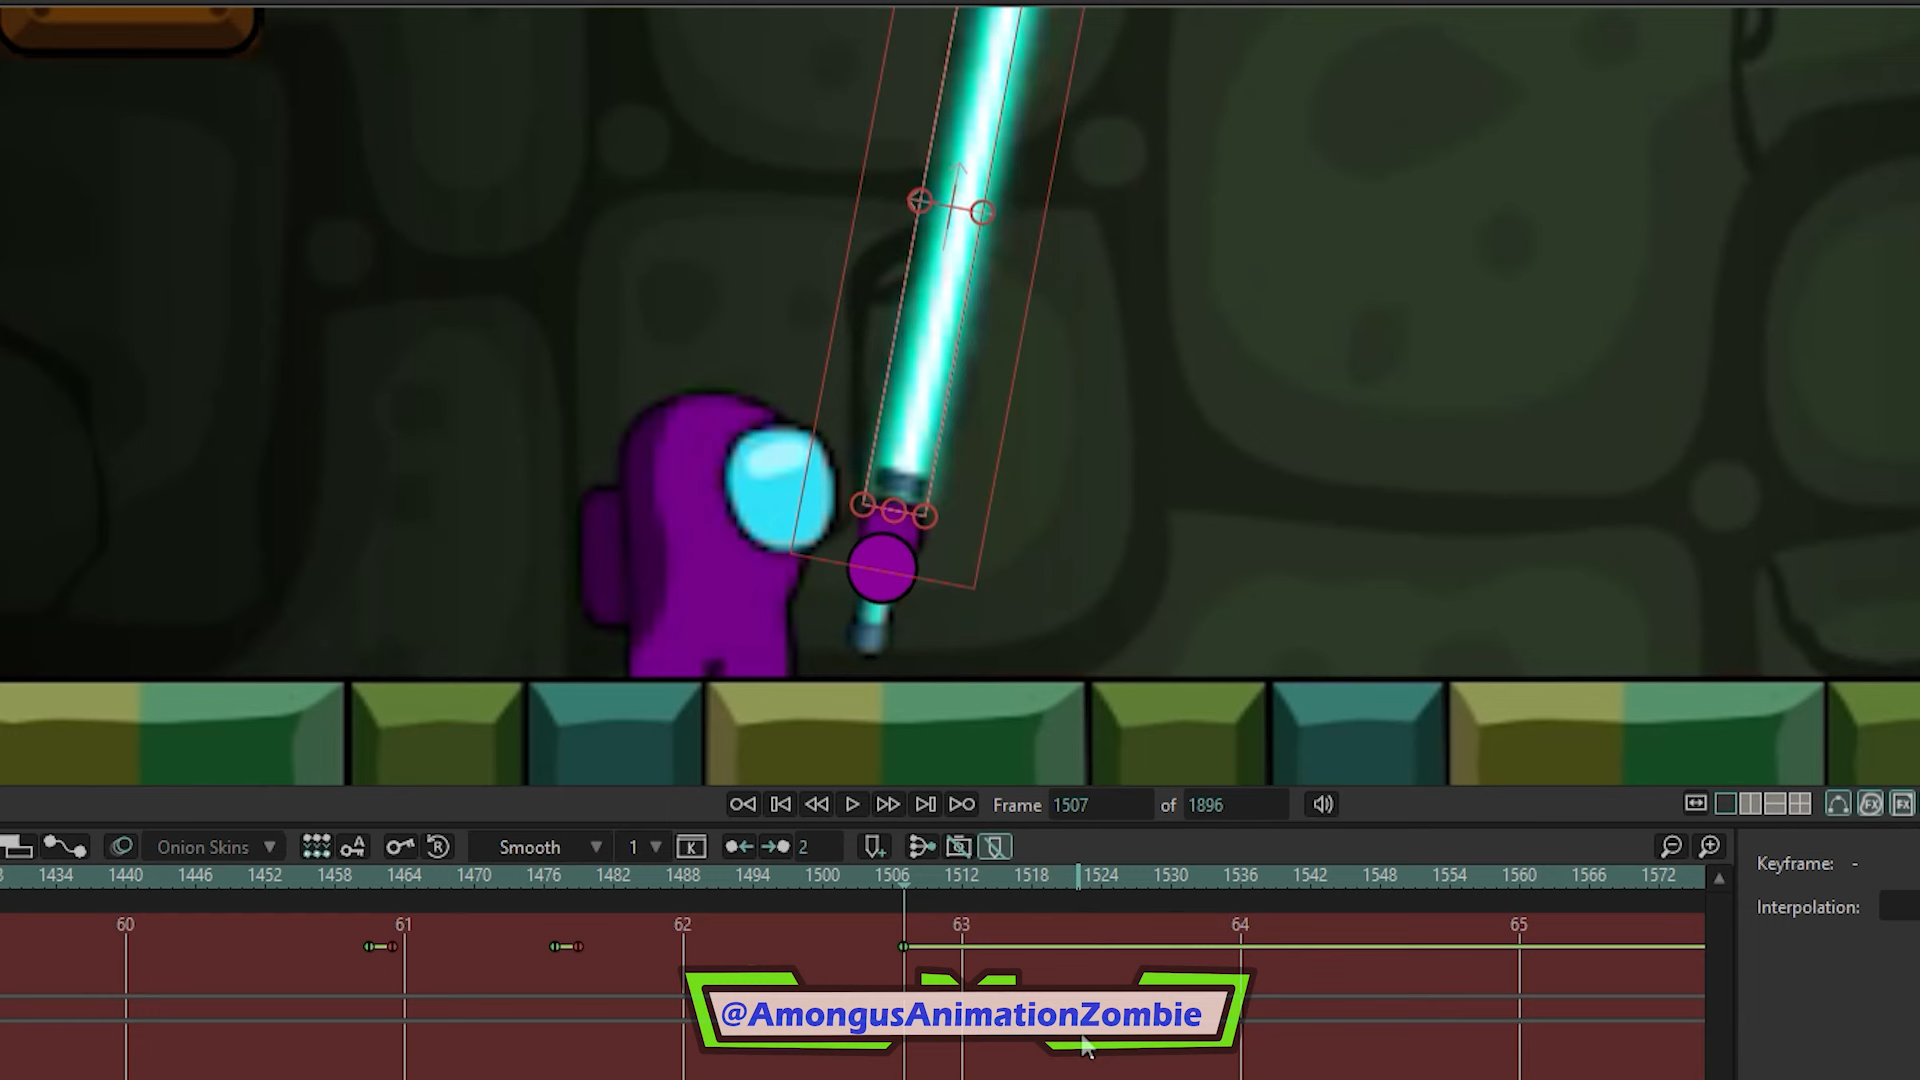 Frame 1507 of 1896
Onion Skins Smooth 1 K 2
1434 1440 1446 1452 1458 1464 1470 1476 1482 1488 1494 1500 1506 1512 1518 1524 1530 1536 1542 1548 1554 1560 1566 1572
60 61 62 63 64 65
Keyframe: -
Interpolation:
@AmongusAnimationZombie